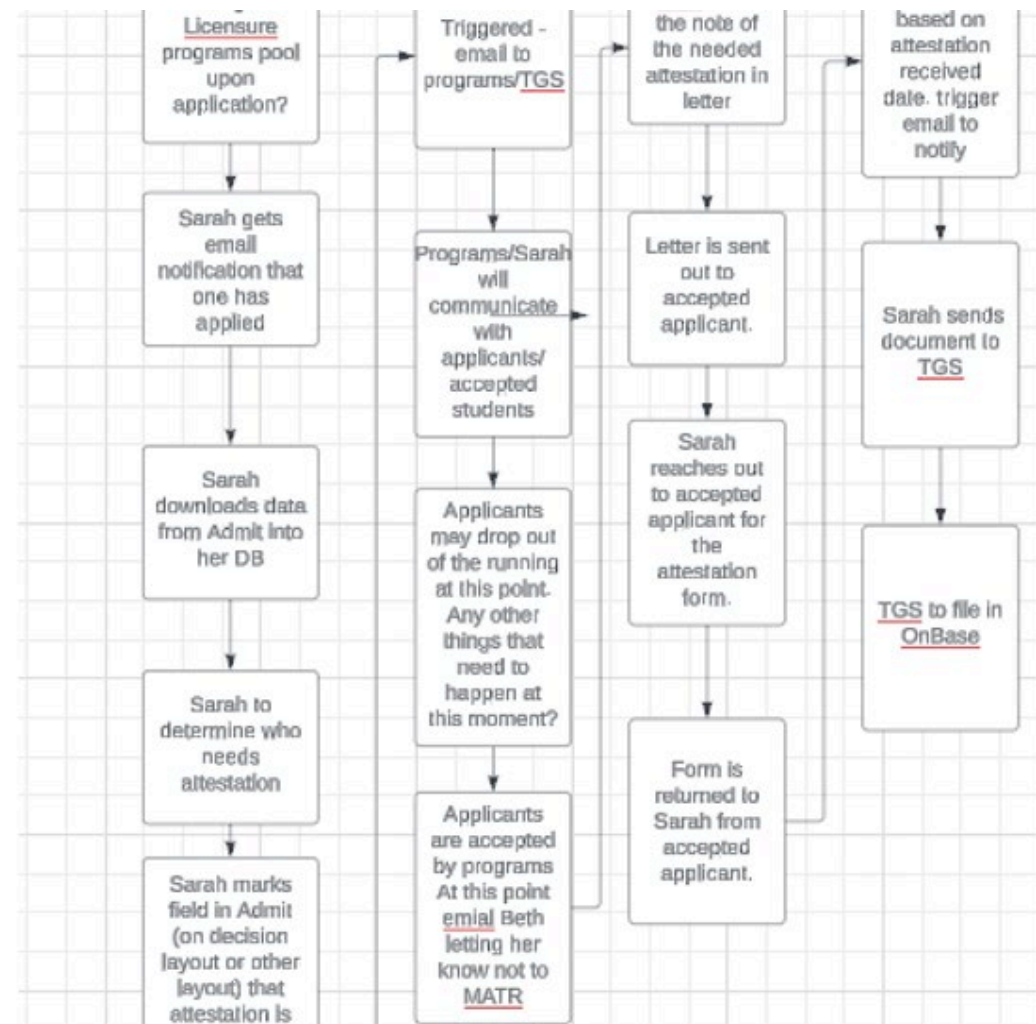 Licensure
programs pool
upon
application?
Sarah gets
email
notification that
one has
applied
Sarah
downloads data
from Admit into
her DB
Sarah to
determine who
needs
attestation
Sarah marks
field in Admit
(on decision
layout or other
layout) that
attestation is
Triggered -
email to
programs/TGS
Programs/Sarah
will
communicate
with
applicants/
accepted
students
Applicants
may drop out
of the running
at this point.
Any other
things that
need to
happen at
this moment?
Applicants
are accepted
by programs
At this point
emial Beth
letting her
know not to
MATR
the note of
the needed
attestation in
letter
Letter is sent
out to
accepted
applicant.
Sarah
reaches out
to accepted
applicant for
the
attestation
form.
Form is
returned to
Sarah from
accepted
applicant.
based on
attestation
received
date. trigger
email to
notify
Sarah sends
document to
TGS
TGS to file in
OnBase